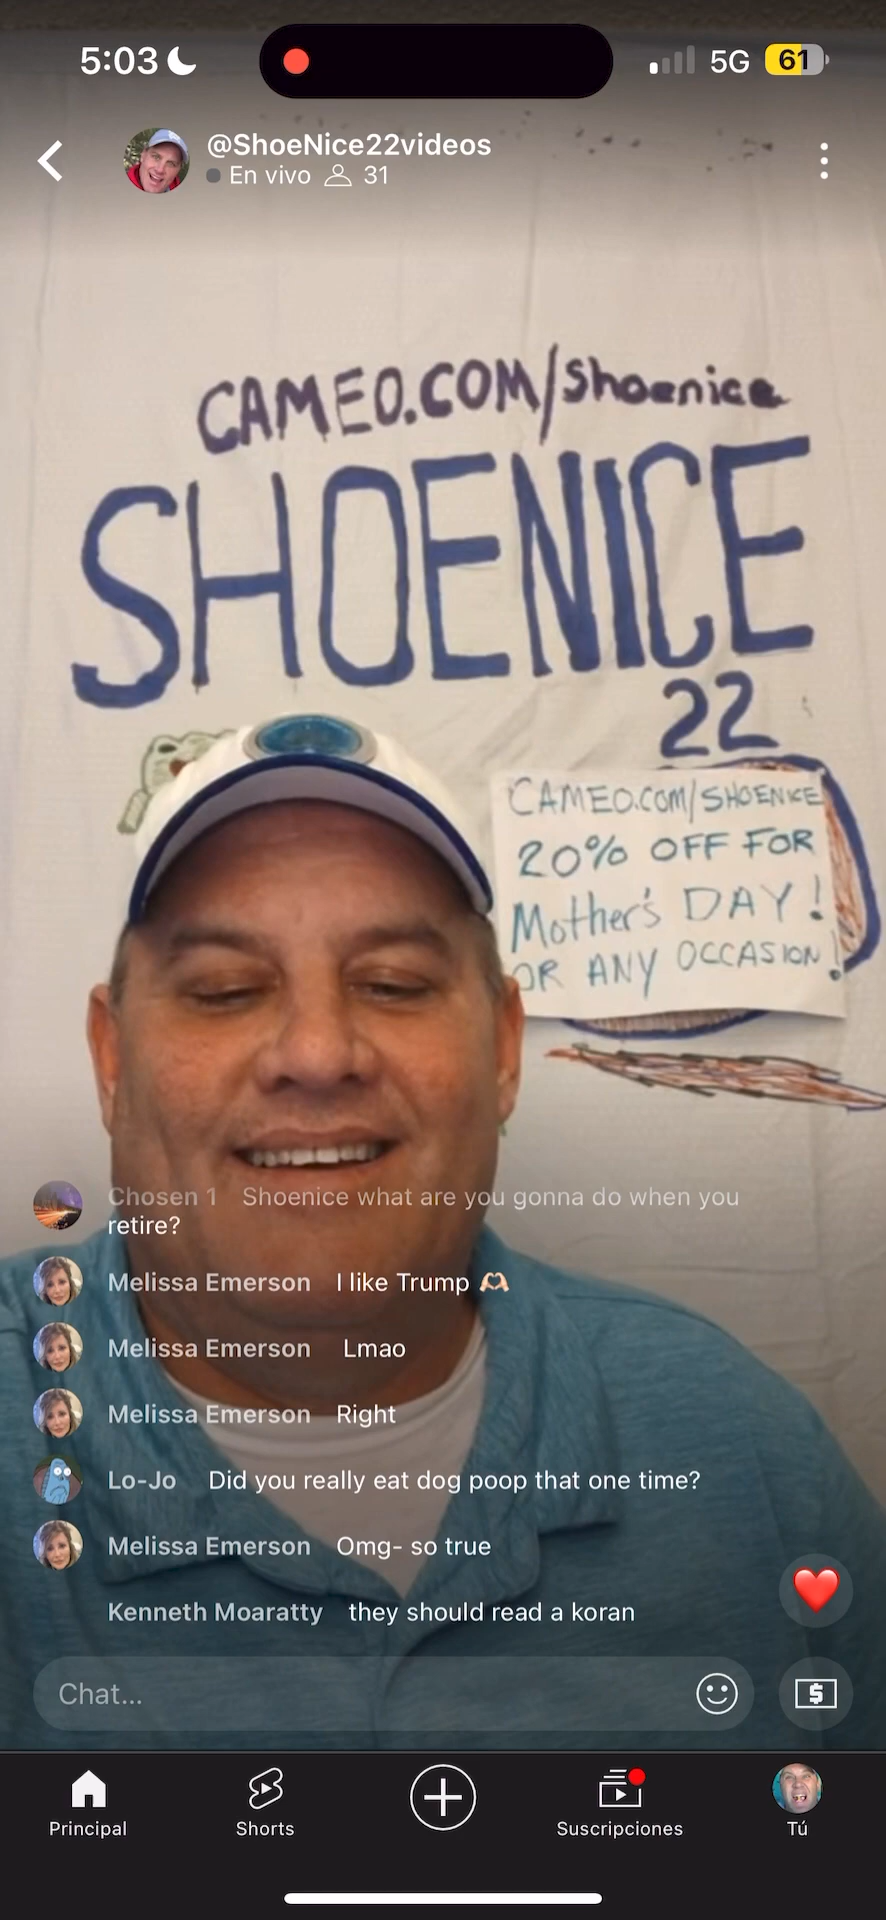 5:03
5G
61
@ShoeNice22videos
En vivo 31
CAMEO.COM/Shoenice
SHOENICE
22
CAMEO.COM/SHOENICE
20% OFF FOR
Mother's DAY!
OR ANY OCCASION!
Chosen 1 Shoenice what are you gonna do when you
retire?
Melissa Emerson I like Trump 🫶🏻
Melissa Emerson Lmao
Melissa Emerson Right
Lo-Jo Did you really eat dog poop that one time?
Melissa Emerson Omg- so true
Kenneth Moaratty they should read a koran
Chat...
Principal
Shorts
Suscripciones
Tú